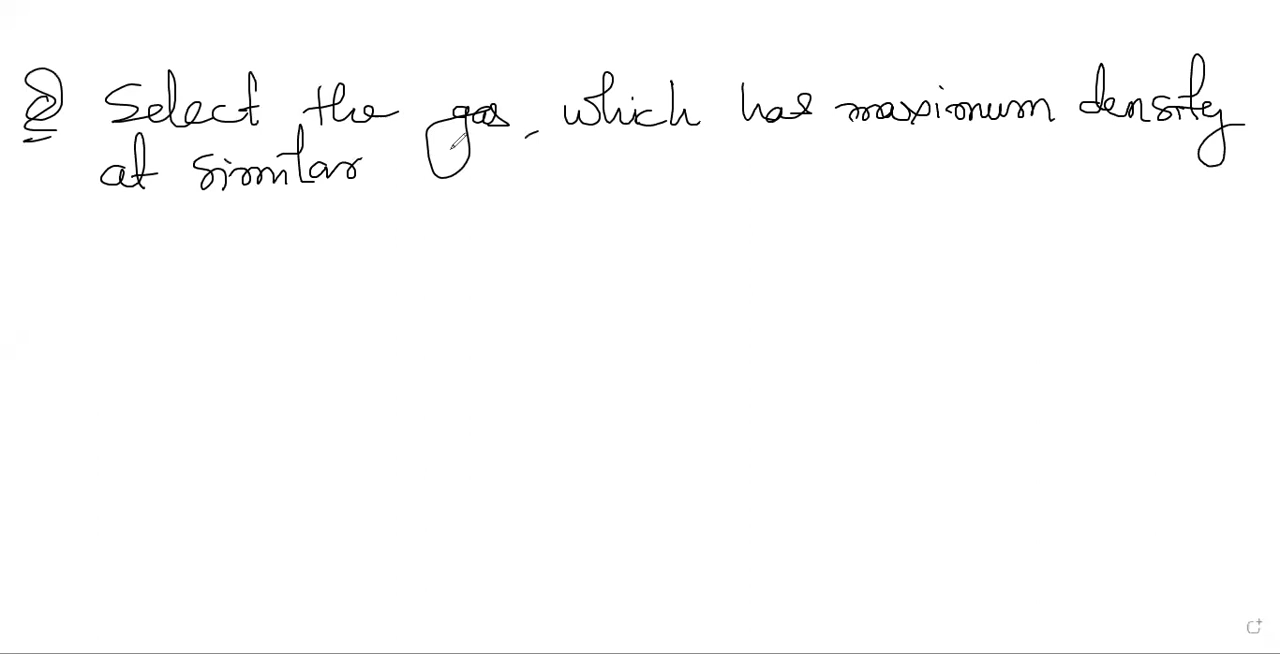 Q Select the gas, which has maximum density
at similar